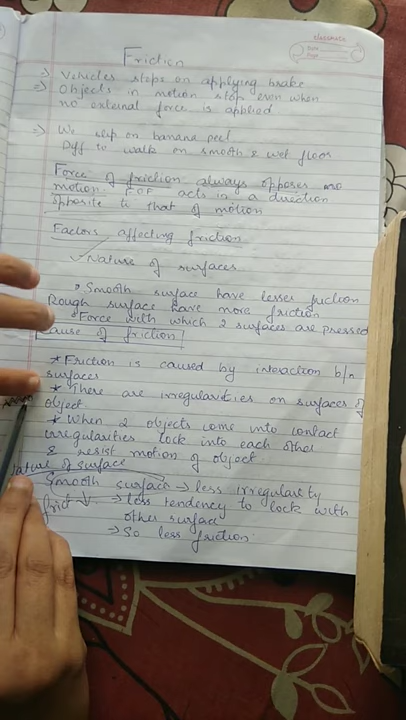 classmate
Date
Page
Friction
=> Vehicles stops on applying brake
=> Objects in motion stop even when
no external force is applied
=> We slip on banana peel
Diff to walk on smooth & wet floor
Force of friction always opposes mo
motion. FOF acts in a direction
opposite to that of motion
Factors affecting friction
✓ Nature of surfaces
• Smooth surface have lesser friction
Rough surface have more friction
• Force with which 2 surfaces are pressed
Cause of friction
* Friction is caused by interaction b/n
surfaces
* There are irregularities on surfaces of
object.
* When 2 objects come into contact
irregularities lock into each other
& resist motion of object.
Nature of surface
Smooth surface → less irregularity
frict ↓ → less tendency to lock with
other surface
→ So less friction.